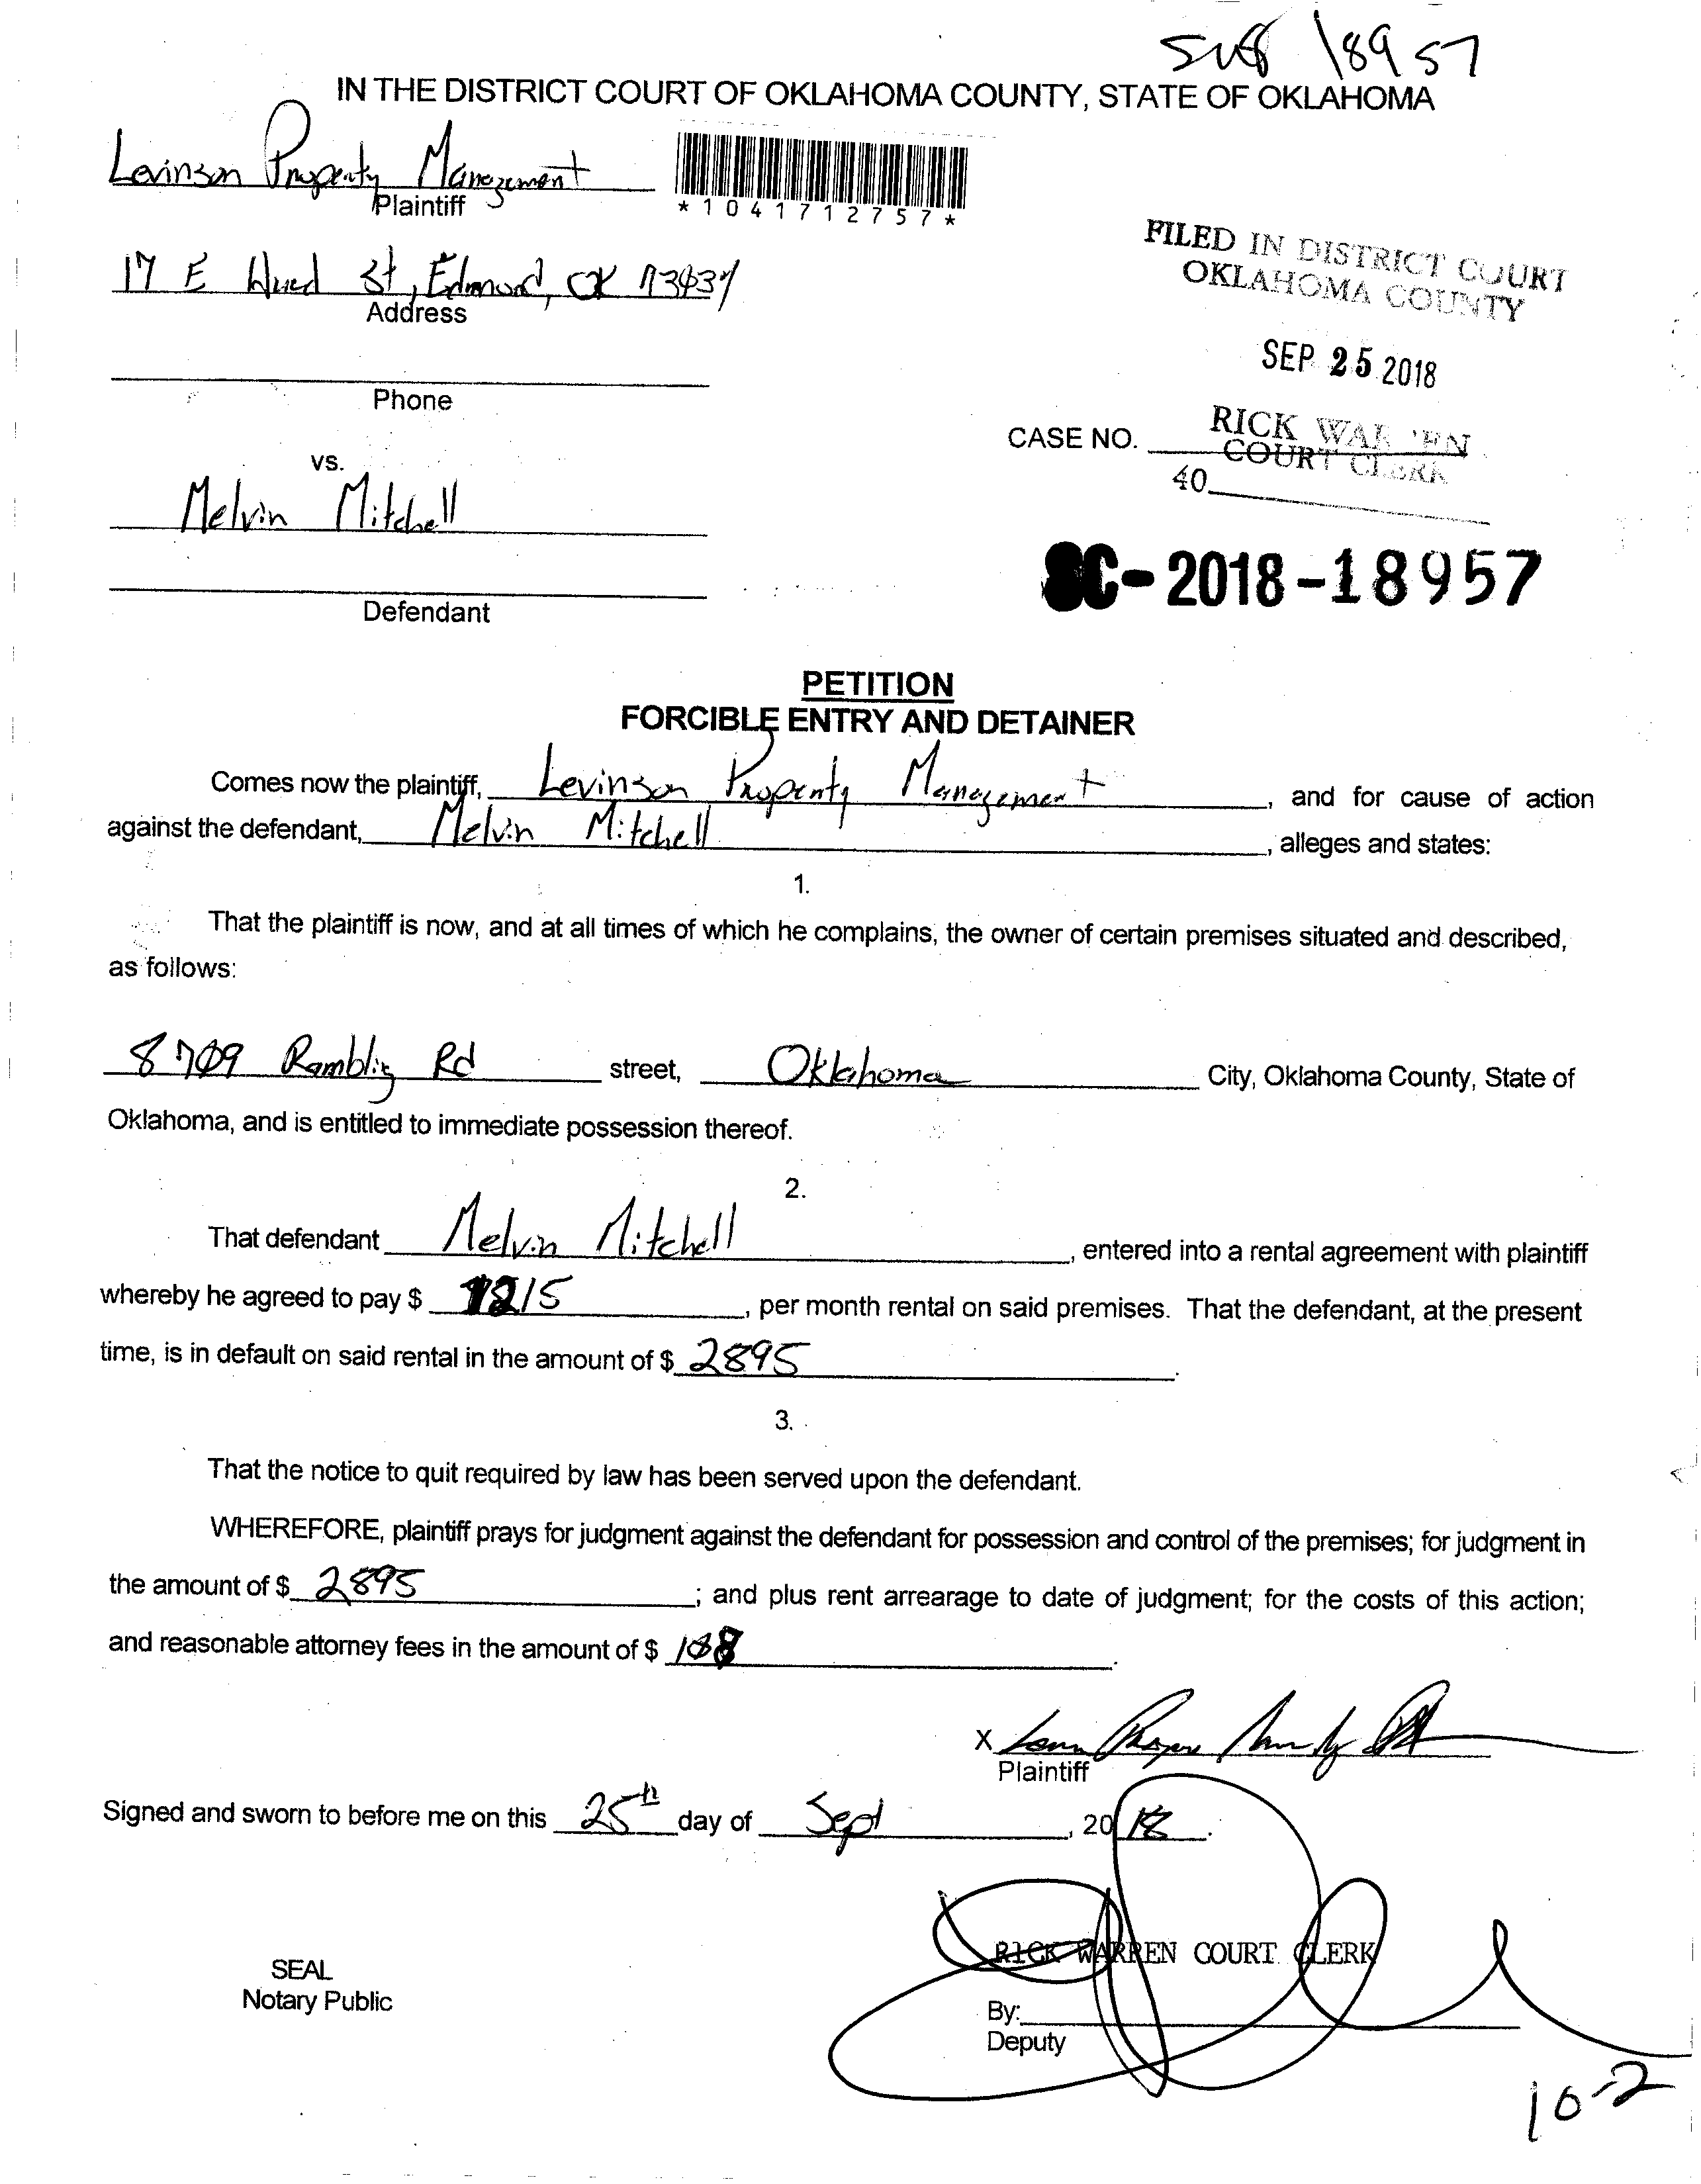 18957
IN THE DISTRICT COURT OF OKLAHOMA COUNTY, STATE OF OKLAHOMA
Levinson Property Management
Plaintiff
*1041712757*
FILED IN DISTRICT COURT
OKLAHOMA COUNTY
17 E St, Edmond, OK
Address
SEP 25 2018
Phone
RICK WARREN
CASE NO.
COURT CLERK
40
vs.
Melvin Mitchell
SC-2018-18957
Defendant
PETITION
FORCIBLE ENTRY AND DETAINER
Comes now the plaintiff, Levinson Property Management, and for cause of action
against the defendant, Melvin Mitchell, alleges and states:
1.
That the plaintiff is now, and at all times of which he complains, the owner of certain premises situated and described,
as follows:
8709 Rambling Rd street, Oklahoma City, Oklahoma County, State of
Oklahoma, and is entitled to immediate possession thereof.
2.
That defendant Melvin Mitchell, entered into a rental agreement with plaintiff
whereby he agreed to pay $ 1215, per month rental on said premises. That the defendant, at the present
time, is in default on said rental in the amount of $ 2895.
3.
That the notice to quit required by law has been served upon the defendant.
WHEREFORE, plaintiff prays for judgment against the defendant for possession and control of the premises; for judgment in
the amount of $ 2895; and plus rent arrearage to date of judgment; for the costs of this action;
and reasonable attorney fees in the amount of $
X
Plaintiff
Signed and sworn to before me on this 25th day of Sept, 2018.
RICK WARREN COURT CLERK
SEAL
Notary Public
By:
Deputy
10-2